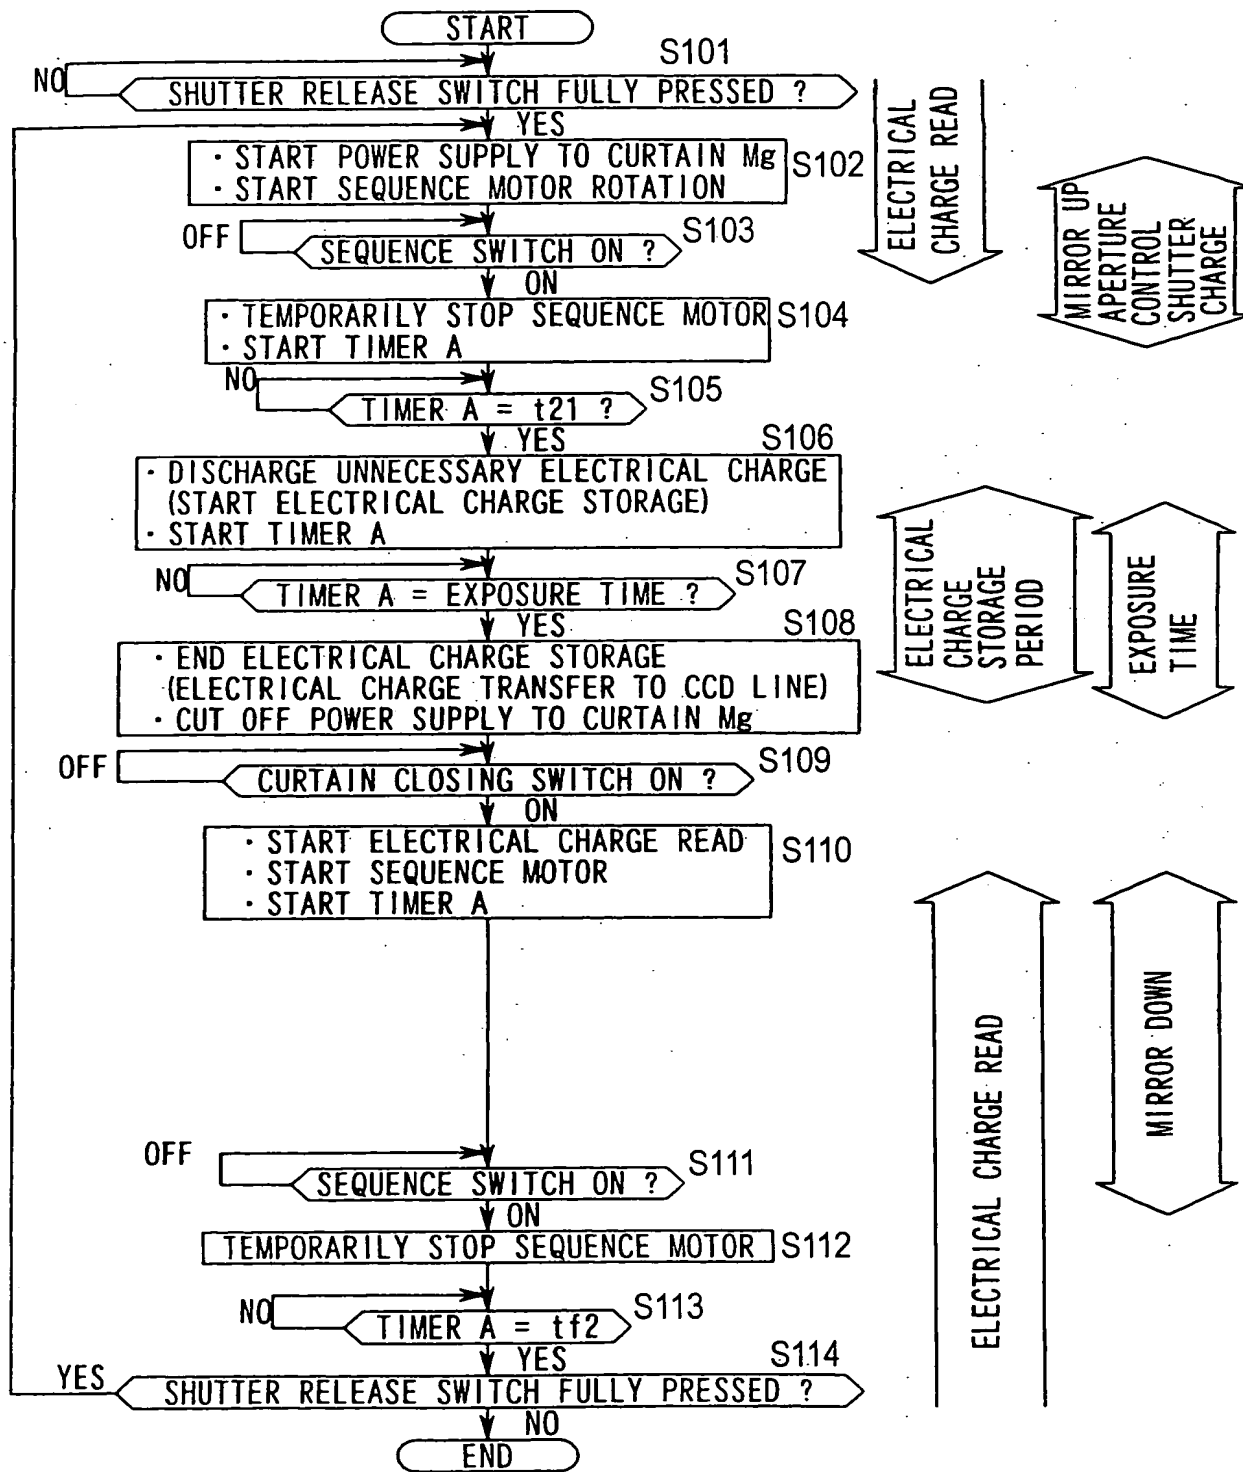 START
S101
NO
SHUTTER RELEASE SWITCH FULLY PRESSED ?
YES
· START POWER SUPPLY TO CURTAIN Mg
· START SEQUENCE MOTOR ROTATION
S102
OFF
SEQUENCE SWITCH ON ?
S103
ON
· TEMPORARILY STOP SEQUENCE MOTOR
· START TIMER A
S104
NO
TIMER A = t21 ?
S105
YES
S106
· DISCHARGE UNNECESSARY ELECTRICAL CHARGE
(START ELECTRICAL CHARGE STORAGE)
· START TIMER A
NO
TIMER A = EXPOSURE TIME ?
S107
YES
S108
· END ELECTRICAL CHARGE STORAGE
(ELECTRICAL CHARGE TRANSFER TO CCD LINE)
· CUT OFF POWER SUPPLY TO CURTAIN Mg
OFF
CURTAIN CLOSING SWITCH ON ?
S109
ON
· START ELECTRICAL CHARGE READ
· START SEQUENCE MOTOR
· START TIMER A
S110
OFF
SEQUENCE SWITCH ON ?
S111
ON
TEMPORARILY STOP SEQUENCE MOTOR
S112
NO
TIMER A = tf2
S113
YES
S114
YES
SHUTTER RELEASE SWITCH FULLY PRESSED ?
NO
END
ELECTRICAL
CHARGE READ
MIRROR UP
APERTURE
CONTROL
SHUTTER
CHARGE
ELECTRICAL
CHARGE
STORAGE
PERIOD
EXPOSURE
TIME
ELECTRICAL CHARGE READ
MIRROR DOWN